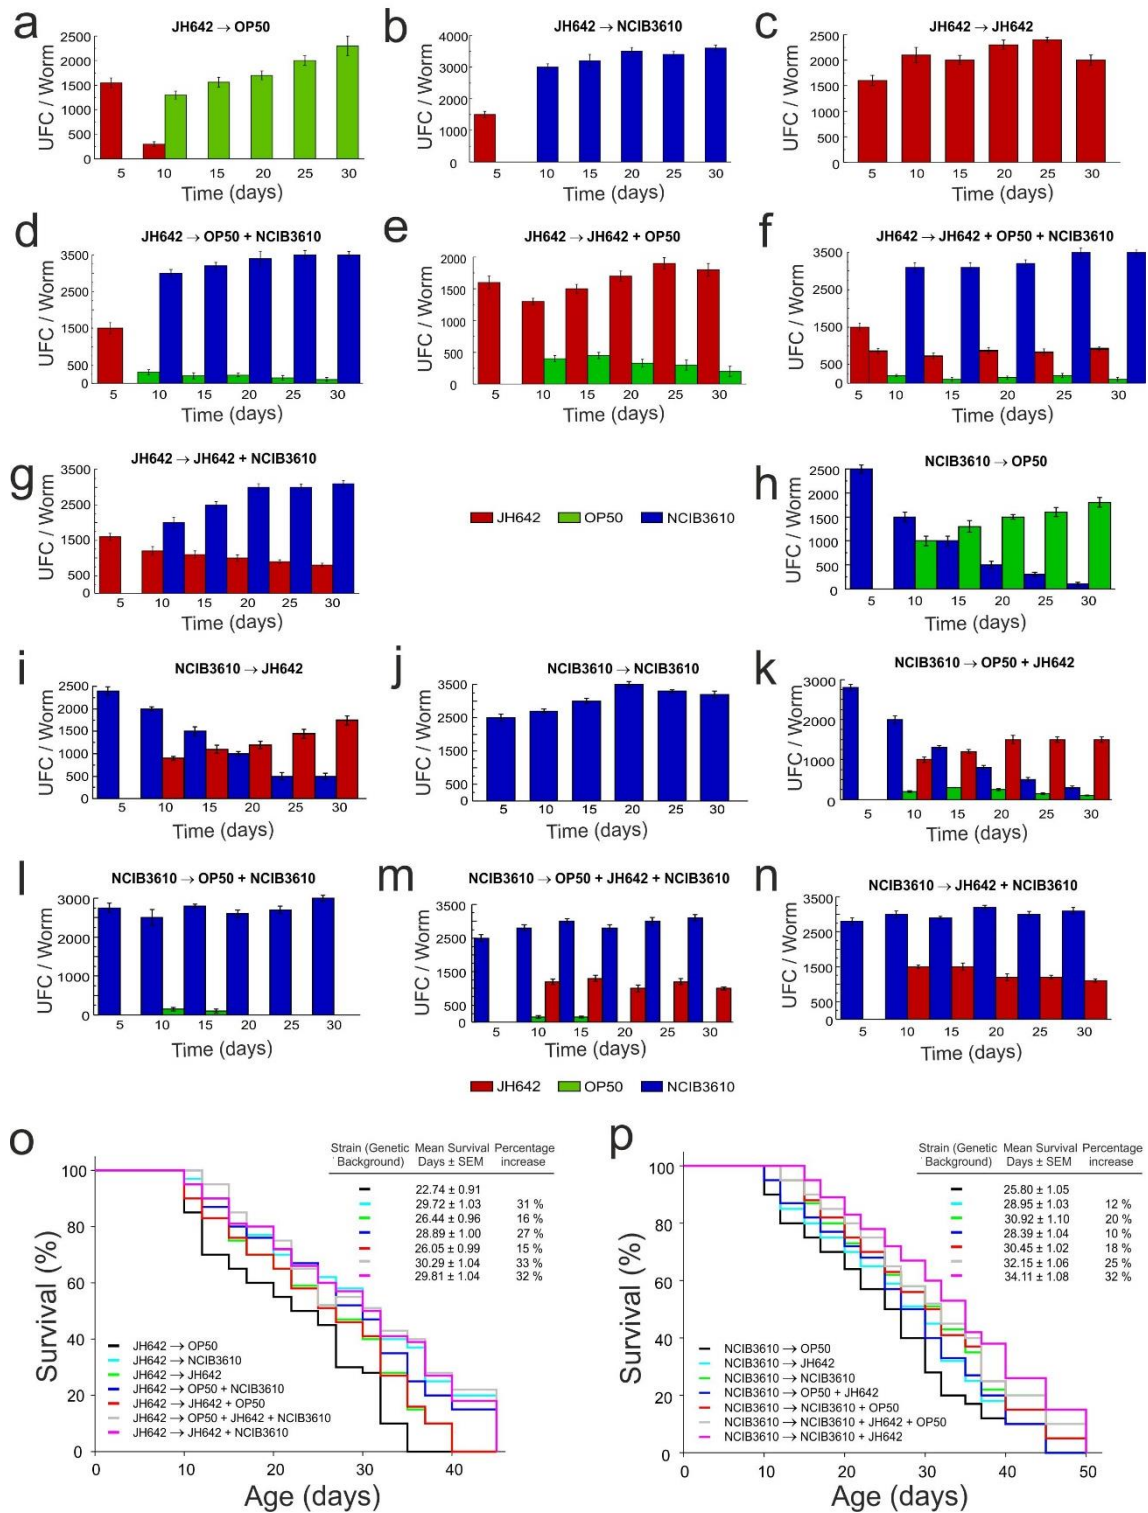 a
JH642 → OP50
UFC / Worm
2500
2000
1500
1000
500
0
5 10 15 20 25 30
Time (days)
b
JH642 → NCIB3610
UFC / Worm
4000
3000
2000
1000
0
5 10 15 20 25 30
Time (days)
c
JH642 → JH642
UFC / Worm
2500
2000
1500
1000
500
0
5 10 15 20 25 30
Time (days)
d
JH642 → OP50 + NCIB3610
UFC / Worm
3500
2500
1500
500
0
5 10 15 20 25 30
Time (days)
e
JH642 → JH642 + OP50
UFC / Worm
2000
1500
1000
500
0
5 10 15 20 25 30
Time (days)
f
JH642 → JH642 + OP50 + NCIB3610
UFC / Worm
3500
2500
1500
500
0
5 10 15 20 25 30
Time (days)
g
JH642 → JH642 + NCIB3610
UFC / Worm
3500
2500
1500
500
0
5 10 15 20 25 30
Time (days)
JH642 OP50 NCIB3610
h
NCIB3610 → OP50
UFC / Worm
2500
2000
1500
1000
500
0
5 10 15 20 25 30
Time (days)
i
NCIB3610 → JH642
UFC / Worm
2500
2000
1500
1000
500
0
5 10 15 20 25 30
Time (days)
j
NCIB3610 → NCIB3610
UFC / Worm
3500
2500
1500
500
0
5 10 15 20 25 30
Time (days)
k
NCIB3610 → OP50 + JH642
UFC / Worm
3000
2000
1000
0
5 10 15 20 25 30
Time (days)
l
NCIB3610 → OP50 + NCIB3610
UFC / Worm
3000
2500
1500
500
0
5 10 15 20 25 30
Time (days)
m
NCIB3610 → OP50 + JH642 + NCIB3610
UFC / Worm
3500
2500
1500
500
0
5 10 15 20 25 30
Time (days)
n
NCIB3610 → JH642 + NCIB3610
UFC / Worm
3500
2500
1500
500
0
5 10 15 20 25 30
Time (days)
JH642 OP50 NCIB3610
o
Strain (Genetic Mean Survival Percentage
Background) Days ± SEM increase
22.74 ± 0.91
29.72 ± 1.03 31 %
26.44 ± 0.96 16 %
28.89 ± 1.00 27 %
26.05 ± 0.99 15 %
30.29 ± 1.04 33 %
29.81 ± 1.04 32 %
Survival (%)
100
80
60
40
20
0
JH642 → OP50
JH642 → NCIB3610
JH642 → JH642
JH642 → OP50 + NCIB3610
JH642 → JH642 + OP50
JH642 → OP50 + JH642 + NCIB3610
JH642 → JH642 + NCIB3610
0 10 20 30 40
Age (days)
p
Strain (Genetic Mean Survival Percentage
Background) Days ± SEM increase
25.80 ± 1.05
28.95 ± 1.03 12 %
30.92 ± 1.10 20 %
28.39 ± 1.04 10 %
30.45 ± 1.02 18 %
32.15 ± 1.06 25 %
34.11 ± 1.08 32 %
Survival (%)
100
80
60
40
20
0
NCIB3610 → OP50
NCIB3610 → JH642
NCIB3610 → NCIB3610
NCIB3610 → OP50 + JH642
NCIB3610 → NCIB3610 + OP50
NCIB3610 → NCIB3610 + JH642 + OP50
NCIB3610 → NCIB3610 + JH642
0 10 20 30 40 50
Age (days)